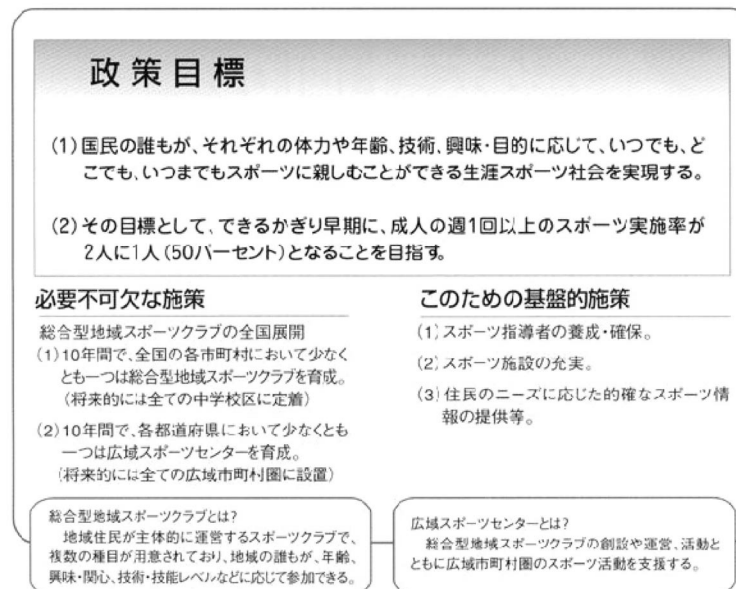 政策目標
(1)国民の誰もが、それぞれの体力や年齢、技術、興味・目的に応じて、いつでも、ど
こでも、いつまでもスポーツに親しむことができる生涯スポーツ社会を実現する。
(2)その目標として、できるかぎり早期に、成人の週1回以上のスポーツ実施率が
2人に1人(50パーセント)となることを目指す。
必要不可欠な施策
総合型地域スポーツクラブの全国展開
(1)10年間で、全国の各市町村において少なく
とも一つは総合型地域スポーツクラブを育成。
(将来的には全ての中学校区に定着)
(2)10年間で、各都道府県において少なくとも
一つは広域スポーツセンターを育成。
(将来的には全ての広域市町村圏に設置)
このための基盤的施策
(1)スポーツ指導者の養成・確保。
(2)スポーツ施設の充実。
(3)住民のニーズに応じた的確なスポーツ情
報の提供等。
総合型地域スポーツクラブとは?
地域住民が主体的に運営するスポーツクラブで、
複数の種目が用意されており、地域の誰もが、年齢、
興味・関心、技術・技能レベルなどに応じて参加できる。
広域スポーツセンターとは?
総合型地域スポーツクラブの創設や運営、活動と
ともに広域市町村圏のスポーツ活動を支援する。